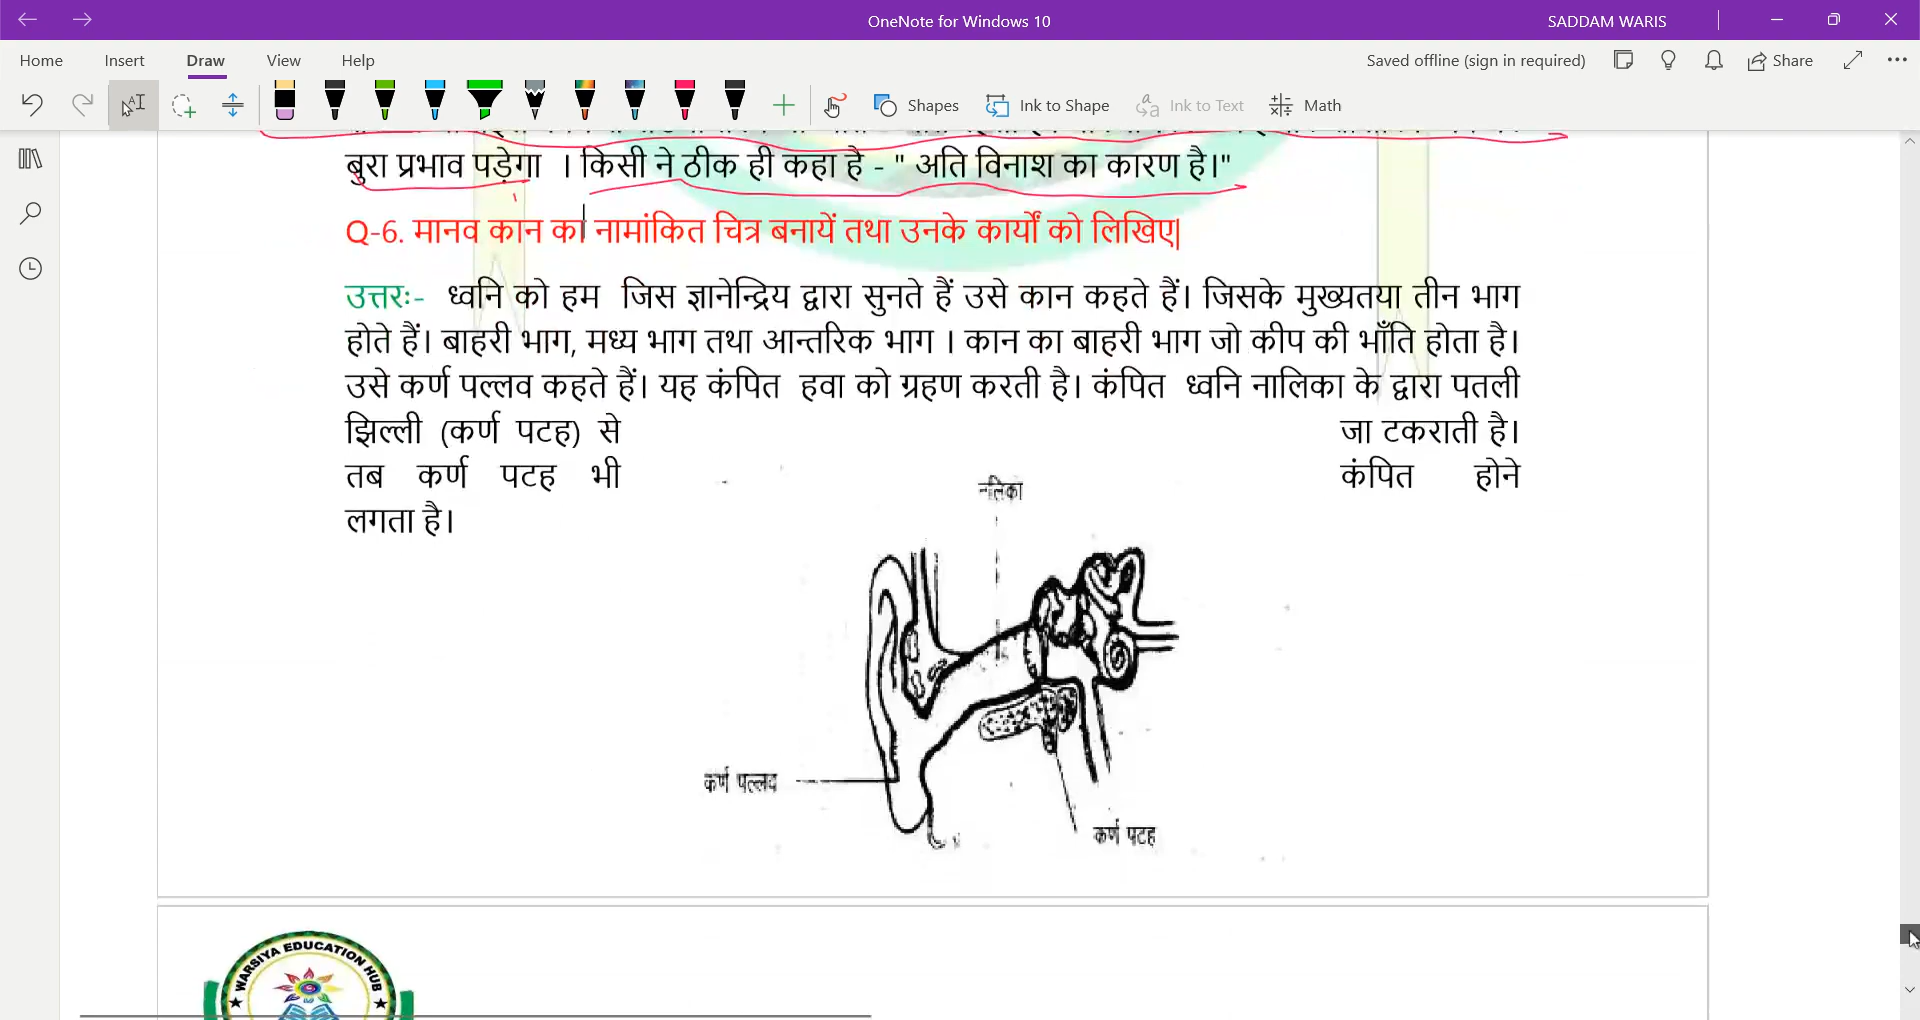 OneNote for Windows 10
SADDAM WARIS
Home Insert Draw View Help
Saved offline (sign in required) Share
Shapes Ink to Shape Ink to Text Math
बुरा प्रभाव पड़ेगा । किसी ने ठीक ही कहा है - " अति विनाश का कारण है।"
Q-6. मानव कान का नामांकित चित्र बनायें तथा उनके कार्यों को लिखिए|
उत्तरः- ध्वनि को हम जिस ज्ञानेन्द्रिय द्वारा सुनते हैं उसे कान कहते हैं। जिसके मुख्यतया तीन भाग
होते हैं। बाहरी भाग, मध्य भाग तथा आन्तरिक भाग । कान का बाहरी भाग जो कीप की भाँति होता है।
उसे कर्ण पल्लव कहते हैं। यह कंपित हवा को ग्रहण करती है। कंपित ध्वनि नालिका के द्वारा पतली
झिल्ली (कर्ण पटह) से जा टकराती है।
तब कर्ण पटह भी कंपित होने
लगता है।
नलिका
कर्ण पल्लव
कर्ण पटह
WARSIYA EDUCATION HUB